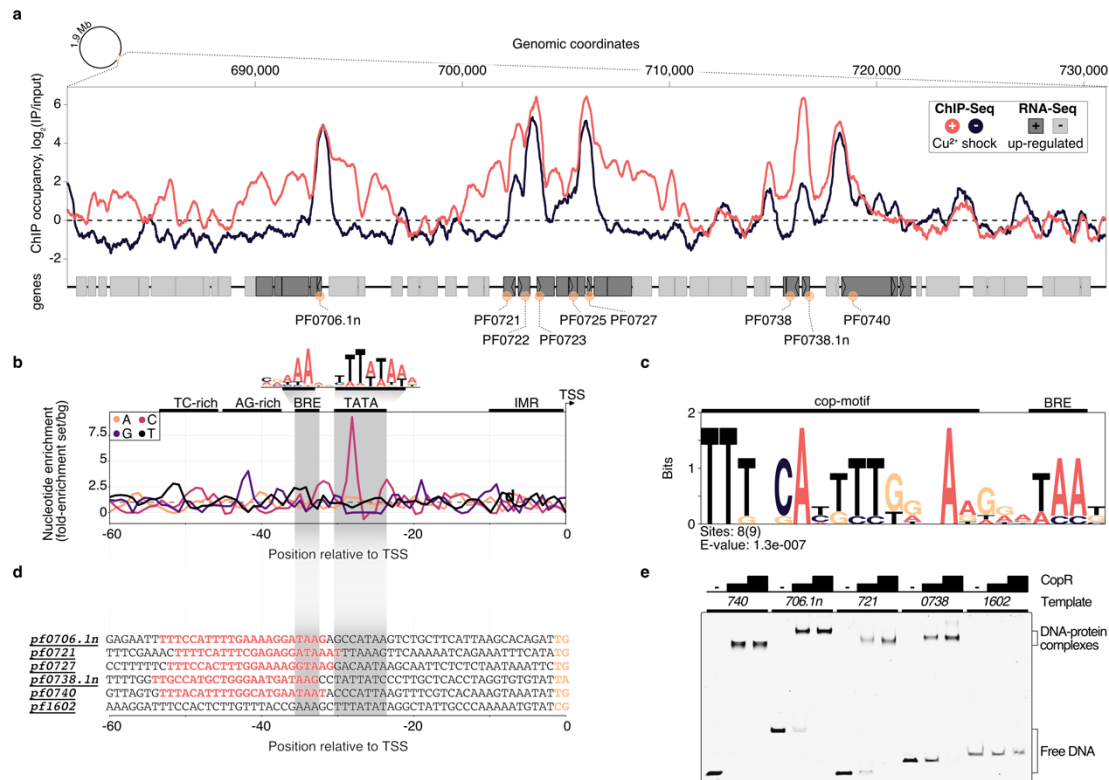 a
1.9 Mb
Genomic coordinates
690,000 700,000 710,000 720,000 730,000
ChIP occupancy, log₂(IP/input)
6
4
2
0
-2
ChIP-Seq RNA-Seq
+ - + -
Cu²⁺ shock up-regulated
genes
PF0706.1n PF0721 PF0725 PF0727 PF0738 PF0740
PF0722 PF0723 PF0738.1n
b
TSS
TC-rich AG-rich BRE TATA IMR
Nucleotide enrichment
(fold-enrichment set/bg)
7.5
5
2.5
0
A C
G T
-60 -40 -20 0
Position relative to TSS
c
cop-motif BRE
Bits
2
1
0
Sites: 8(9)
E-value: 1.3e-007
d
pf0706.1n GAGAATTTTTCCATTTTGAAAAGGATAAGAGCCATAAGTCTGCTTCATTAAGCACAGATTG
pf0721
pf0727 CCTTTTTCTTTCCACTTTGGAAAAGGTAAGGGACAATAAGCAATTCTCTCTAATAAATTCTG
pf0738.1n TTTTGGTTGCCATGCTGGGAATGATAAGCCTATTATCCCTTGCTCACCTAGGTGTGTATTA
pf0740 GTTAGTGTTTACATTTTGGCATGAATAATACCCATTAAGTTTCGTCACAAAGTAATTATTG
pf1602 AAAGGATTTCCACTCTTGTTTACCGAAAGCTTTATATAGGCTATTGCCCAAAAATGTATCG
-60 -40 -20 0
Position relative to TSS
e
- - - - - CopR
740 706.1n 721 0738 1602 Template
DNA-protein
complexes
Free DNA